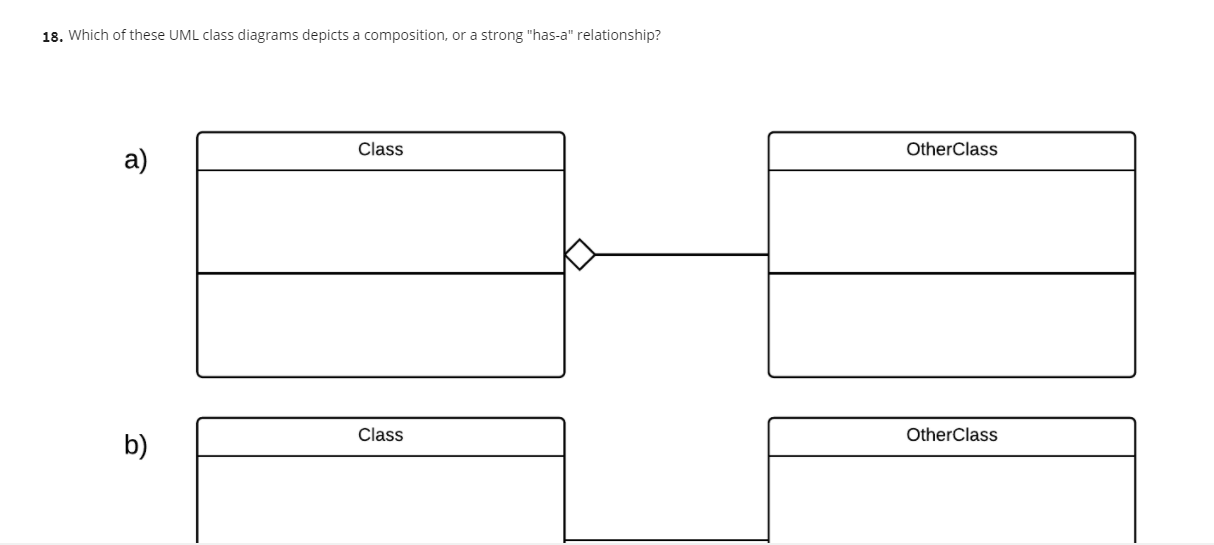 18. Which of these UML class diagrams depicts a composition, or a strong "has-a" relationship?
a)
Class
OtherClass
b)
Class
OtherClass